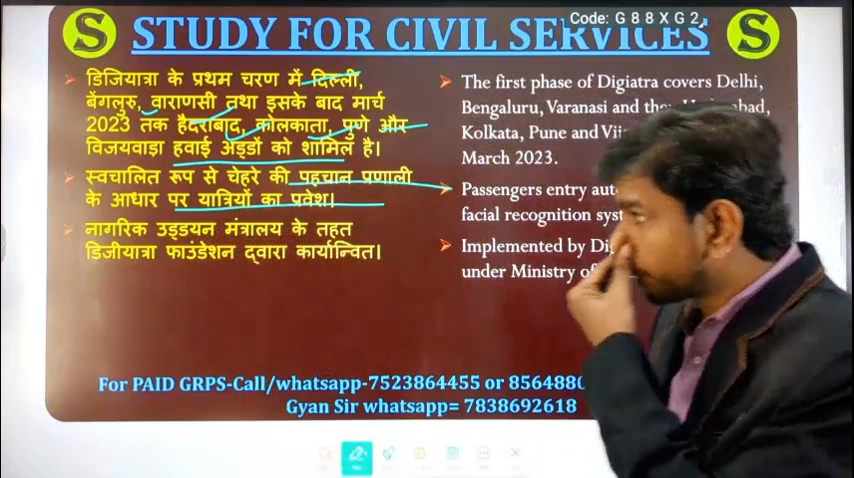 Code: G 8 8 X G 2
S STUDY FOR CIVIL SERVICES S
डिजियात्रा के प्रथम चरण में दिल्ली,
बेंगलुरु, वाराणसी तथा इसके बाद मार्च
2023 तक हैदराबाद, कोलकाता, पुणे और
विजयवाड़ा हवाई अड्डों को शामिल है।
स्वचालित रूप से चेहरे की पहचान प्रणाली
के आधार पर यात्रियों का प्रवेश।
नागरिक उड्डयन मंत्रालय के तहत
डिजीयात्रा फाउंडेशन द्वारा कार्यान्वित।
The first phase of Digiatra covers Delhi,
Bengaluru, Varanasi and
Kolkata, Pune and
March 2023.
Passengers entry
facial recognition
Implemented by
under Ministry
For PAID GRPS-Call/whatsapp-7523864455 or
Gyan Sir whatsapp= 7838692618